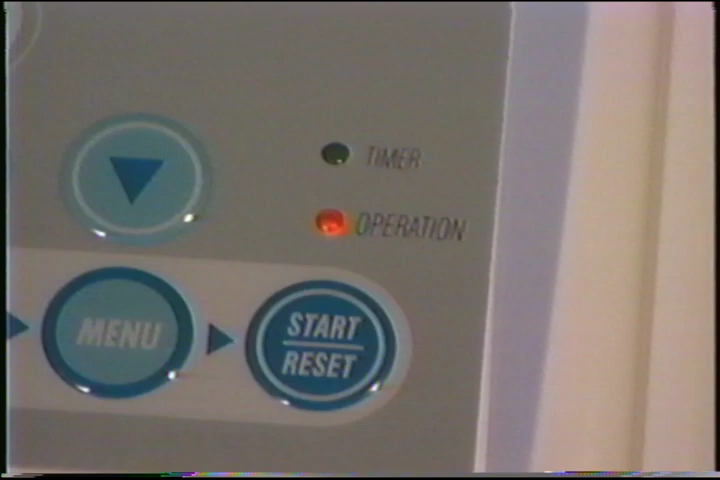 TIMER
OPERATION
MENU
START
RESET